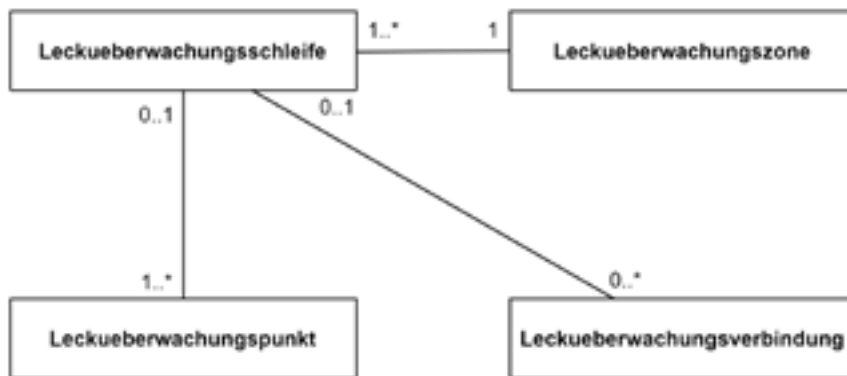 Leckueberwachungsschleife
1..*
1
Leckueberwachungszone
0..1
0..1
1..*
0..*
Leckueberwachungspunkt
Leckueberwachungsverbindung